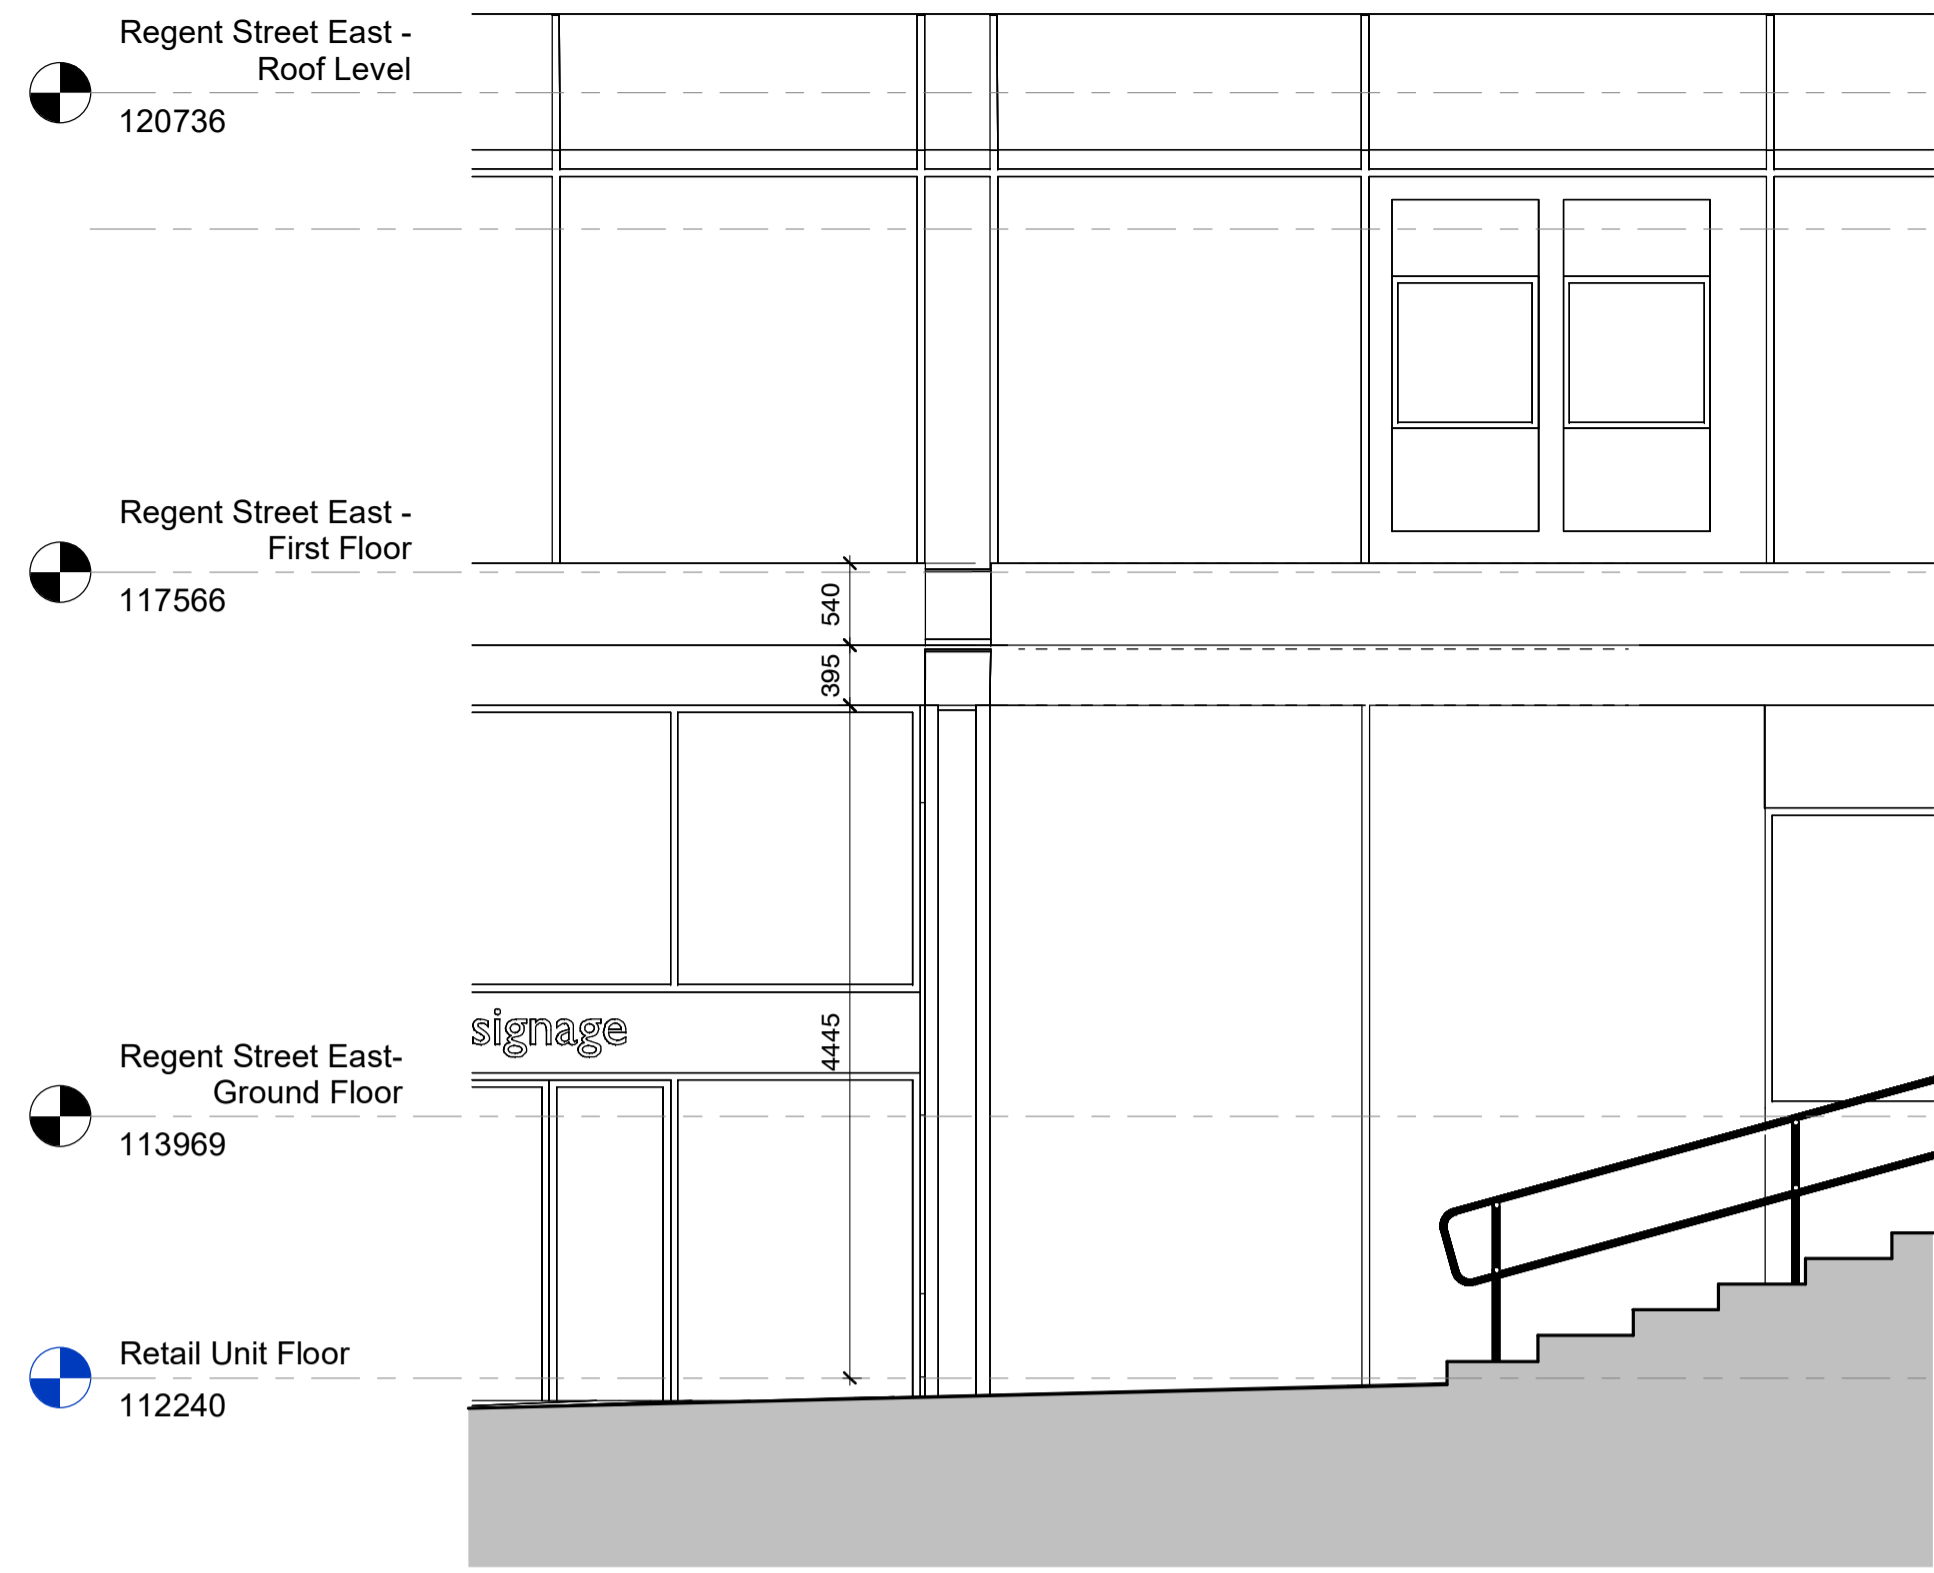 Regent Street East -
Roof Level
120736
Regent Street East -
First Floor
117566
540
395
signage
4445
Regent Street East-
Ground Floor
113969
Retail Unit Floor
112240